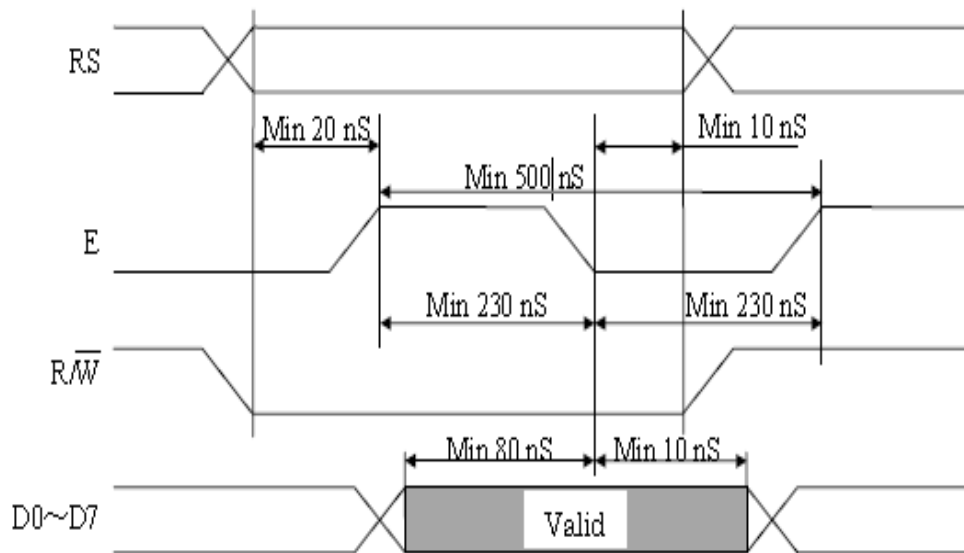 RS
Min 20 nS
Min 10 nS
Min 500 nS
E
Min 230 nS
Min 230 nS
R/W̅
Min 80 nS
Min 10 nS
D0～D7
Valid